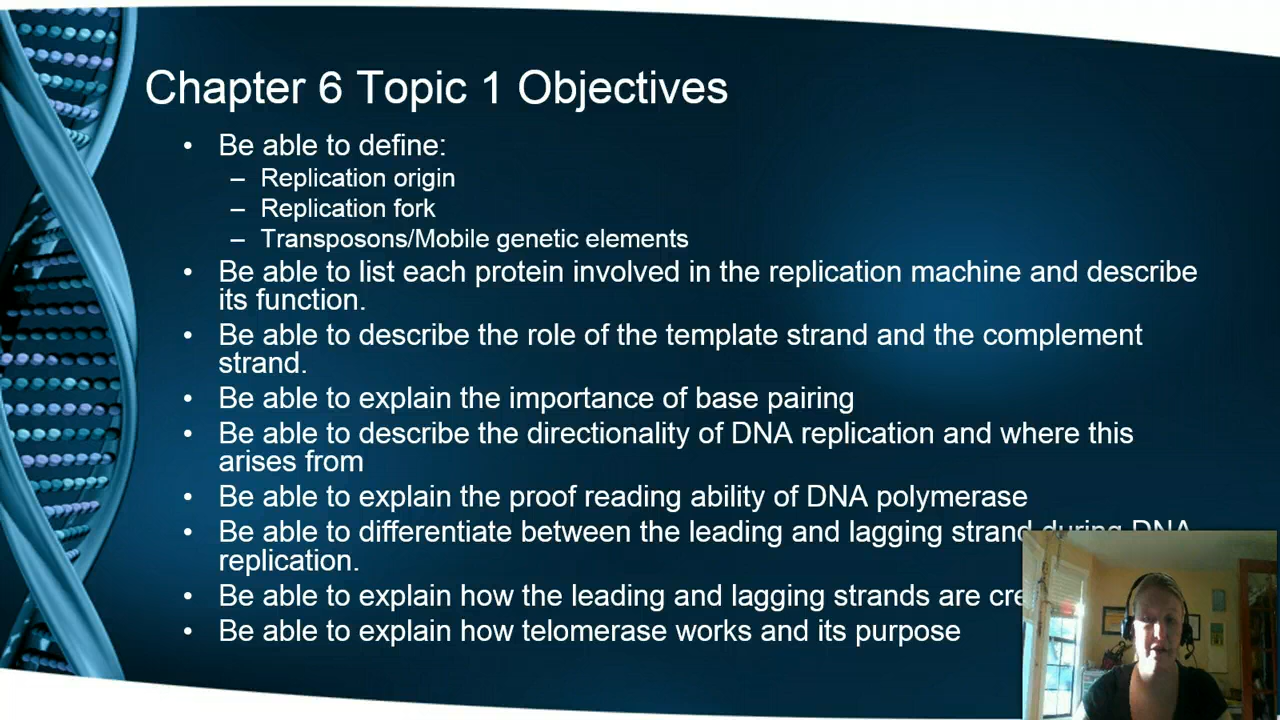 Chapter 6 Topic 1 Objectives
• Be able to define:
– Replication origin
– Replication fork
– Transposons/Mobile genetic elements
• Be able to list each protein involved in the replication machine and describe
its function.
• Be able to describe the role of the template strand and the complement
strand.
• Be able to explain the importance of base pairing
• Be able to describe the directionality of DNA replication and where this
arises from
• Be able to explain the proof reading ability of DNA polymerase
• Be able to differentiate between the leading and lagging strand during DNA
replication.
• Be able to explain how the leading and lagging strands are
• Be able to explain how telomerase works and its purpose